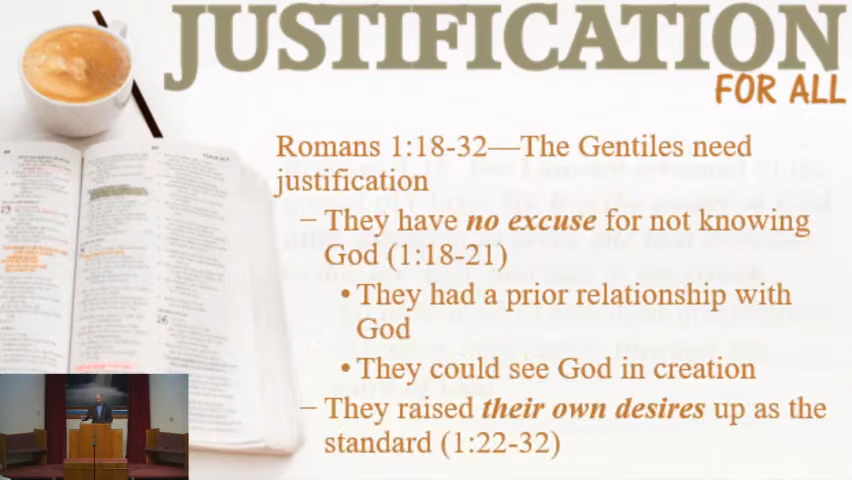 JUSTIFICATION
FOR ALL
Romans 1:18-32—The Gentiles need
justification
– They have no excuse for not knowing
God (1:18-21)
• They had a prior relationship with
God
• They could see God in creation
– They raised their own desires up as the
standard (1:22-32)